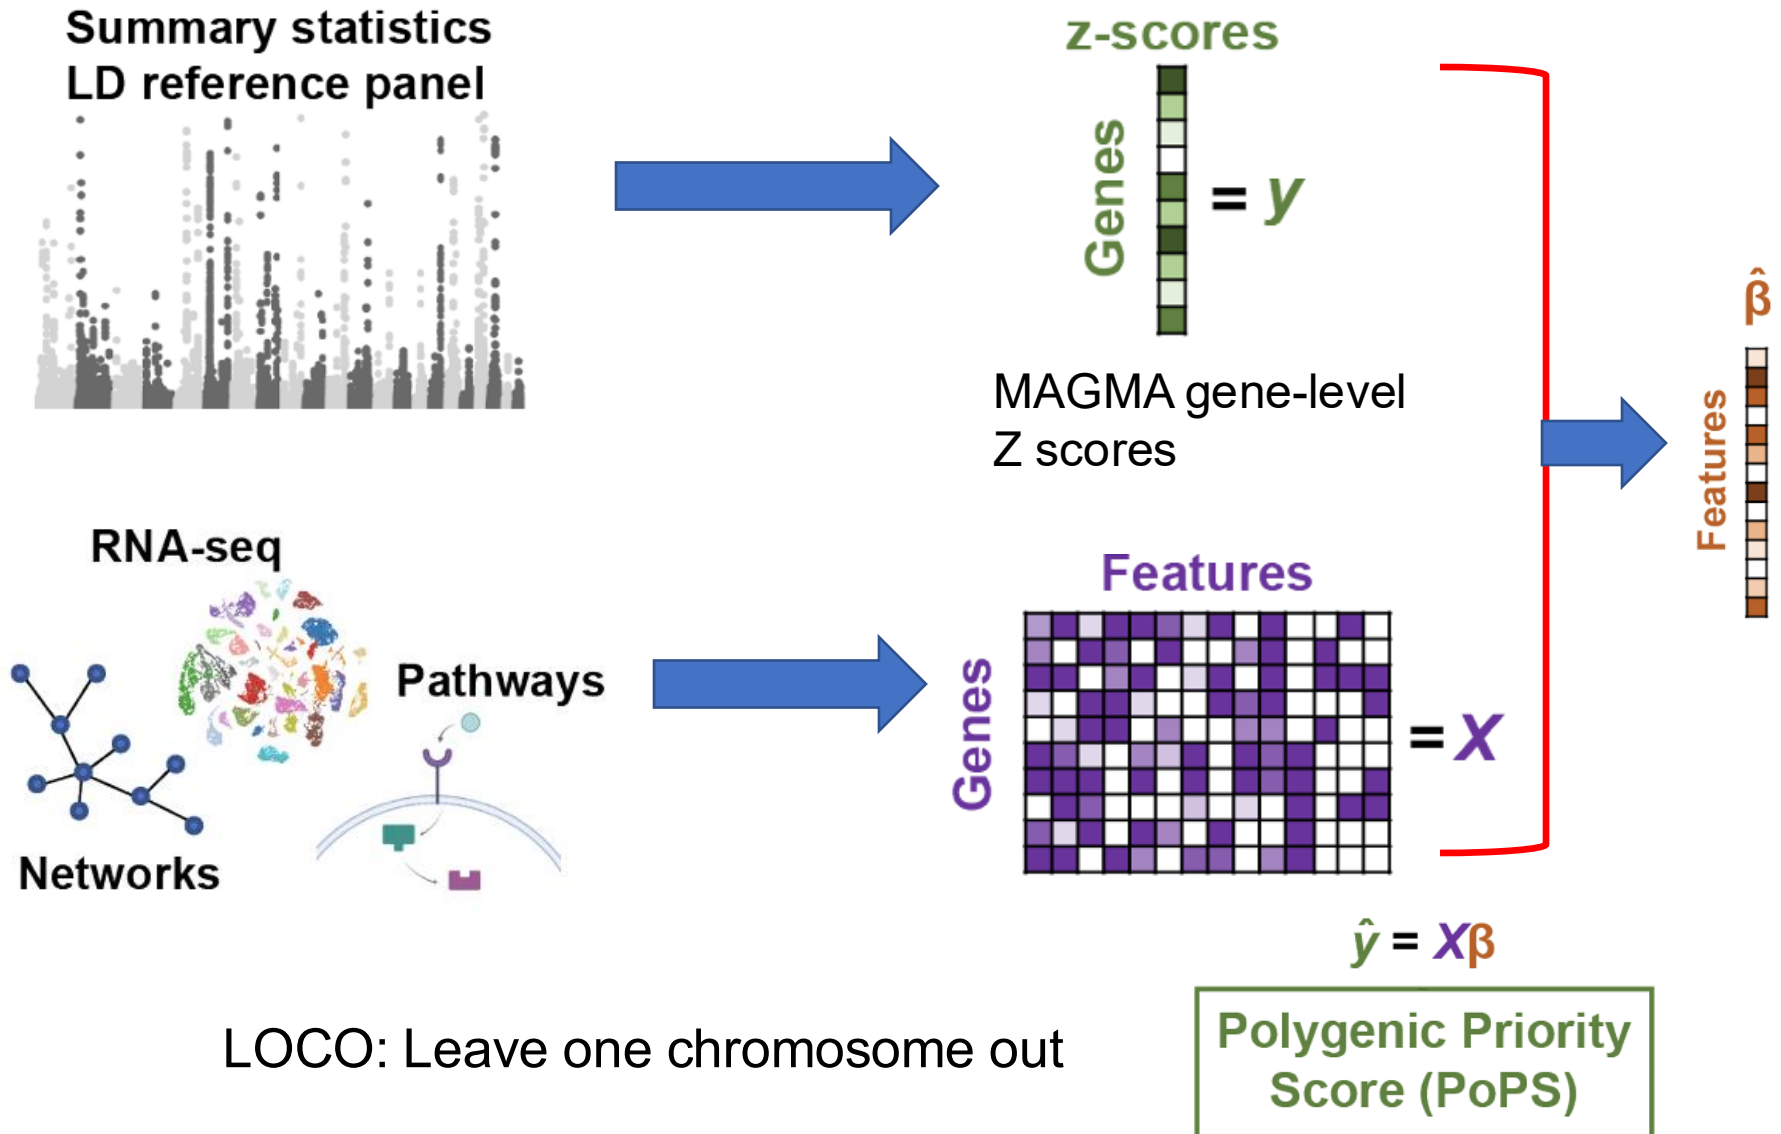 Summary statistics
LD reference panel
z-scores
Genes
= y
MAGMA gene-level
Z scores
β̂
Features
RNA-seq
Pathways
Networks
Features
Genes
= X
ŷ = Xβ
LOCO: Leave one chromosome out
Polygenic Priority
Score (PoPS)